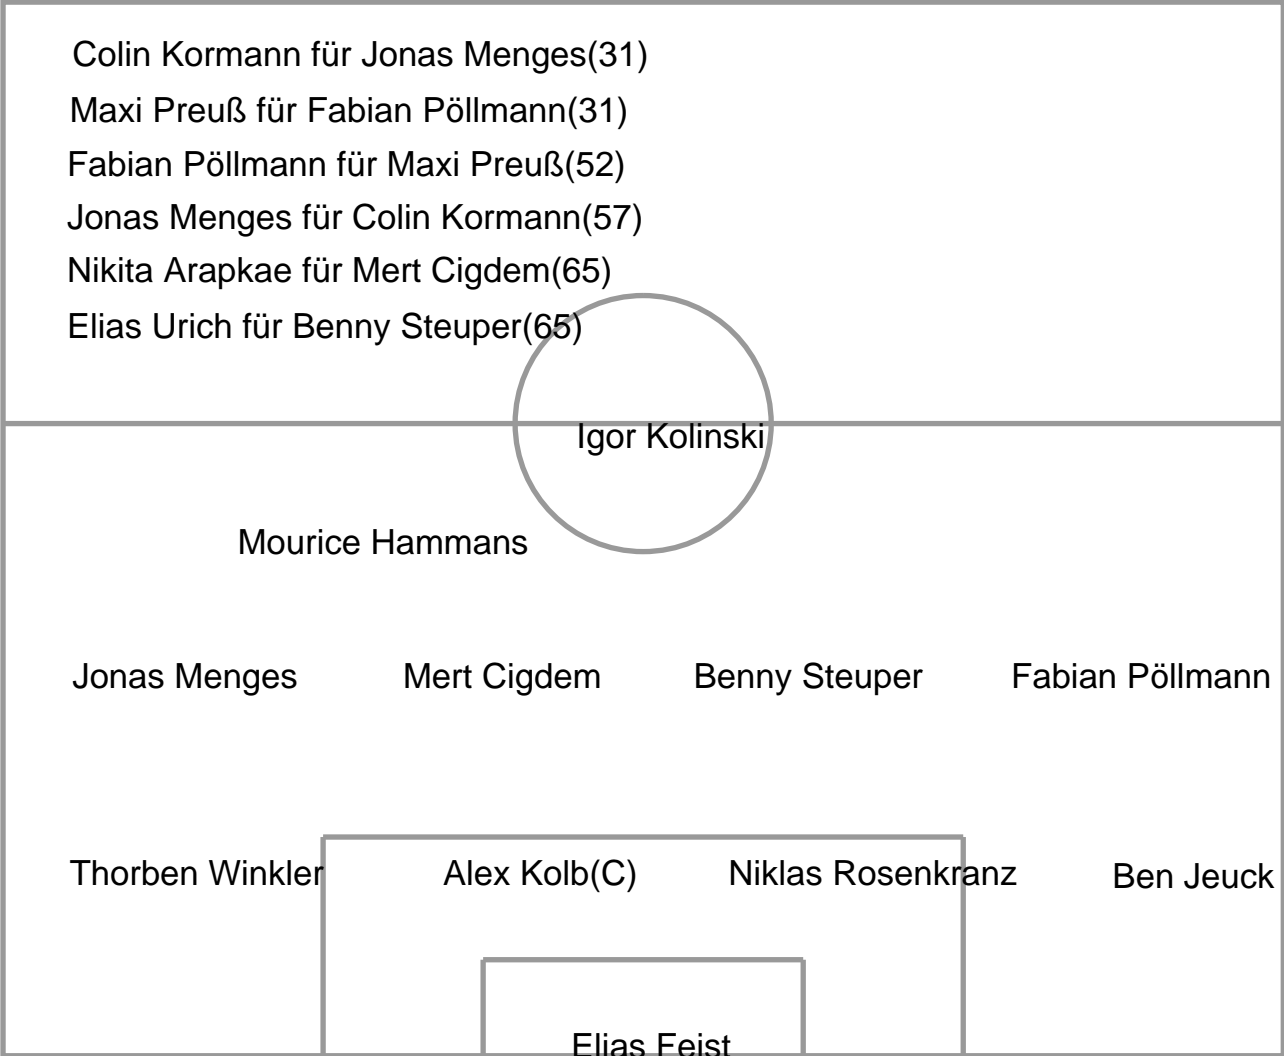 Colin Kormann für Jonas Menges(31)
Maxi Preuß für Fabian Pöllmann(31)
Fabian Pöllmann für Maxi Preuß(52)
Jonas Menges für Colin Kormann(57)
Nikita Arapkae für Mert Cigdem(65)
Elias Urich für Benny Steuper(65)
Igor Kolinski
Mourice Hammans
Jonas Menges Mert Cigdem Benny Steuper Fabian Pöllmann
Thorben Winkler Alex Kolb(C) Niklas Rosenkranz Ben Jeuck
Elias Feist